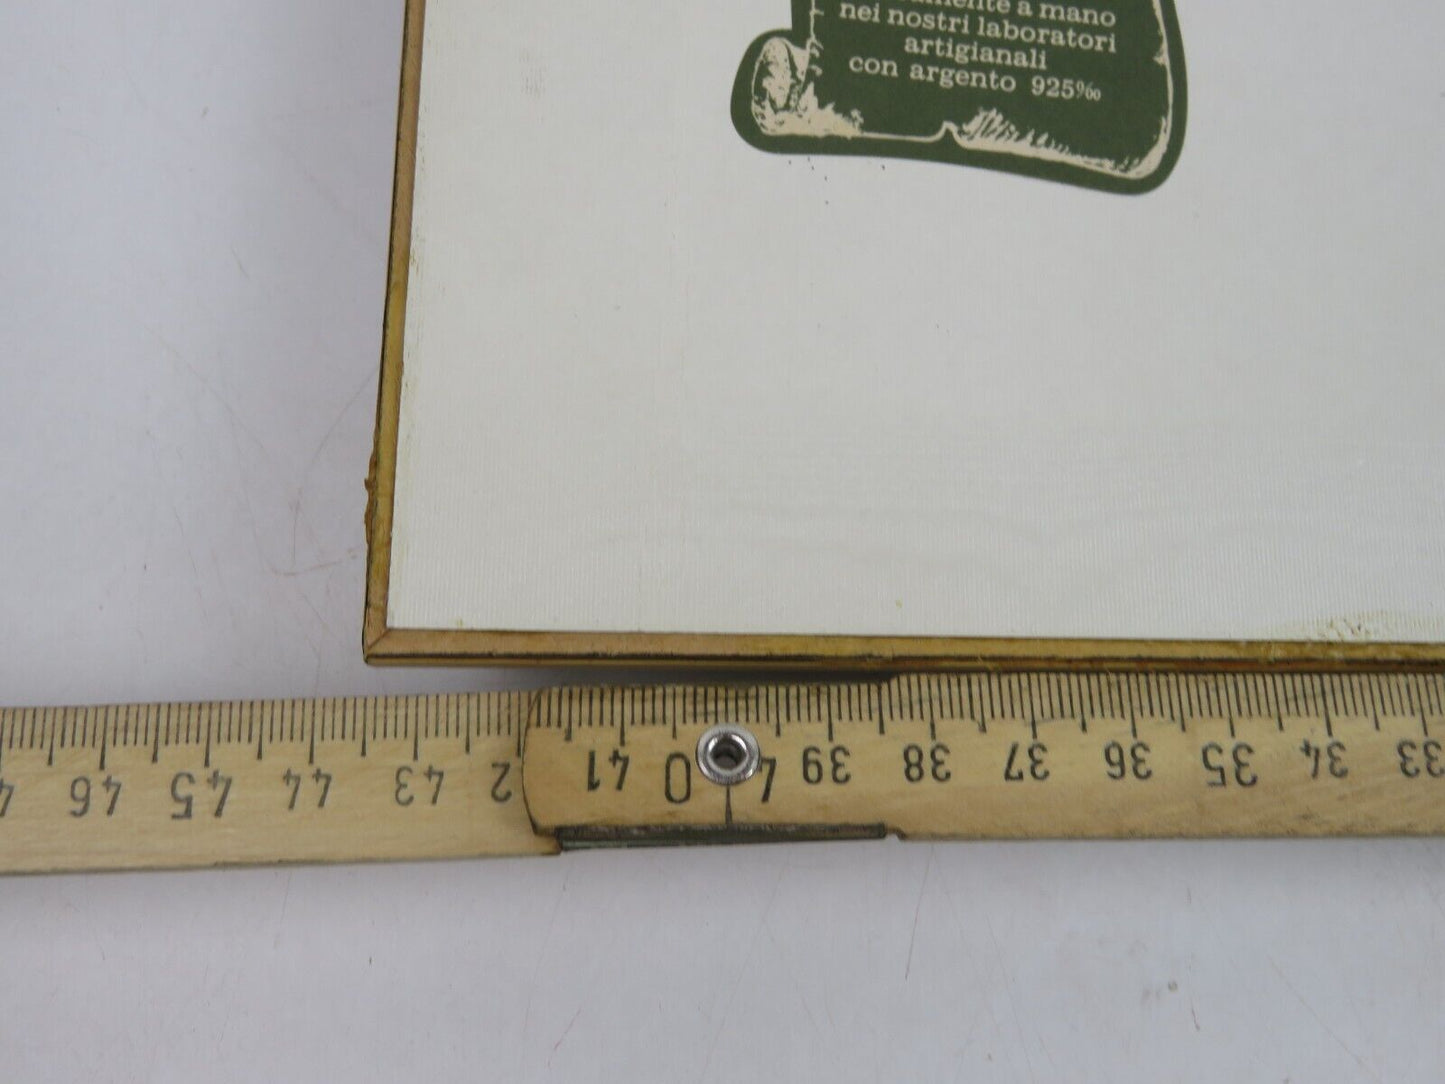 a mano
nei nostri laboratori
artigianali
con argento 925‰
46 45 44 43 2 41 40 39 38 37 36 35 34 33